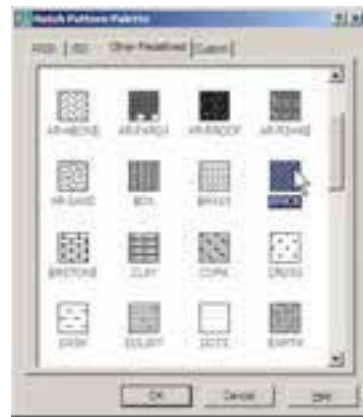 Hatch Pattern Palette
ANSI ISO Other Predefined Custom
AR-HBONE AR-PARQ1 AR-RROOF AR-RSHKE
AR-SAND BOX BRASS BRICK
BRSTONE CLAY CORK CROSS
DASH DOLMIT DOTS EARTH
OK Cancel Help